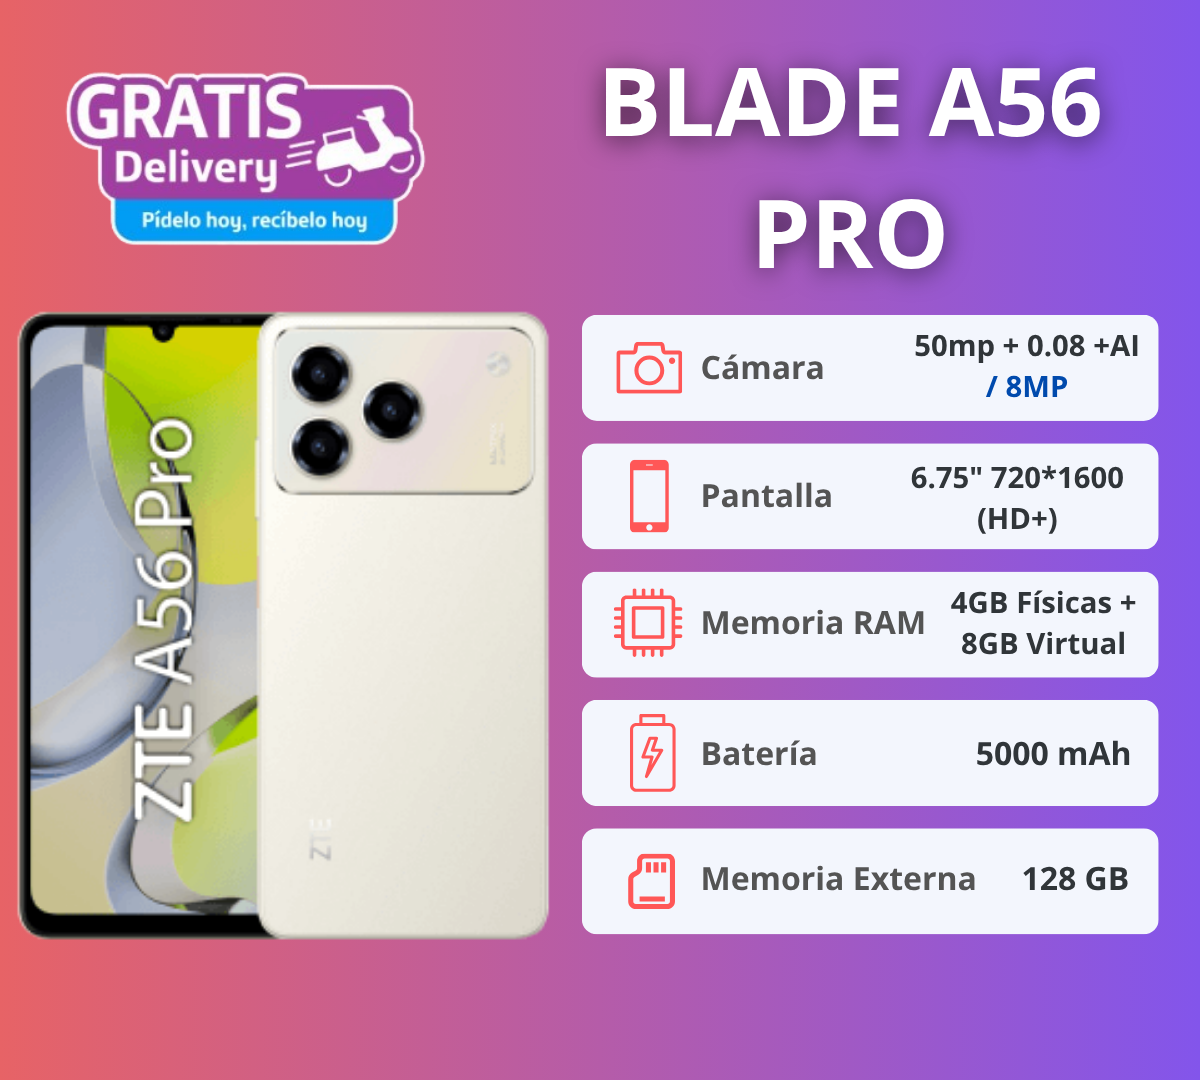 GRATIS
Delivery
Pídelo hoy, recíbelo hoy
BLADE A56
PRO
ZTE A56 Pro
ZTE
Cámara
50mp + 0.08 +AI
/ 8MP
Pantalla
6.75" 720*1600
(HD+)
Memoria RAM
4GB Físicas +
8GB Virtual
Batería
5000 mAh
Memoria Externa
128 GB